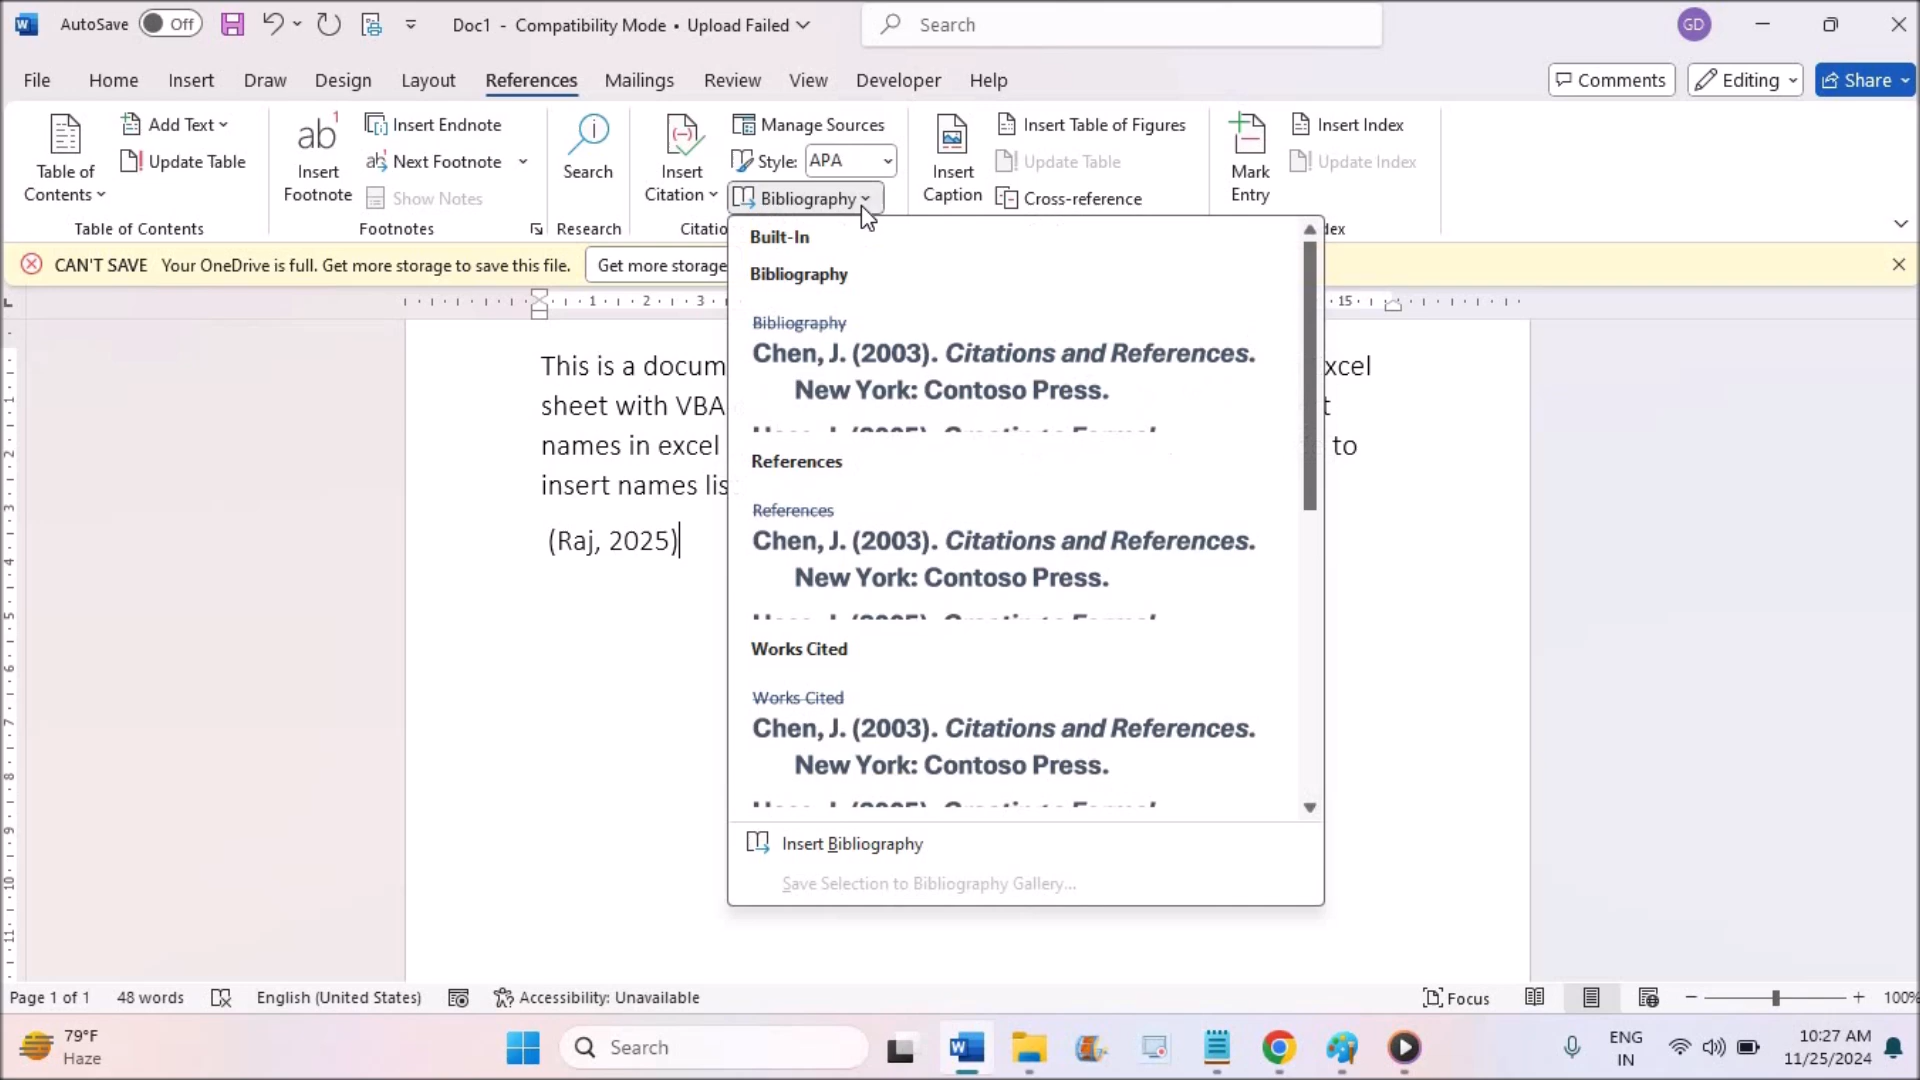 AutoSave Off Doc1 - Compatibility Mode • Upload Failed Search GD
File Home Insert Draw Design Layout References Mailings Review View Developer Help Comments Editing Share
Table of Contents
Add Text
Update Table
Table of Contents
ab 1
Insert Footnote
Insert Endnote
Next Footnote
Show Notes
Footnotes
Search
Research
Insert Citation
Manage Sources
Style: APA
Bibliography
Insert Caption
Insert Table of Figures
Update Table
Cross-reference
Mark Entry
Insert Index
Update Index
CAN'T SAVE Your OneDrive is full. Get more storage to save this file. Get more storage
1 2 3 15
Built-In
Bibliography
Bibliography
Chen, J. (2003). Citations and References.
New York: Contoso Press.
References
References
Chen, J. (2003). Citations and References.
New York: Contoso Press.
Works Cited
Works Cited
Chen, J. (2003). Citations and References.
New York: Contoso Press.
Insert Bibliography
Save Selection to Bibliography Gallery...
This is a docum
sheet with VBA
names in excel to
insert names lis
(Raj, 2025)
Page 1 of 1 48 words English (United States) Accessibility: Unavailable Focus 100%
79°F
Haze
Search
ENG
IN
10:27 AM
11/25/2024